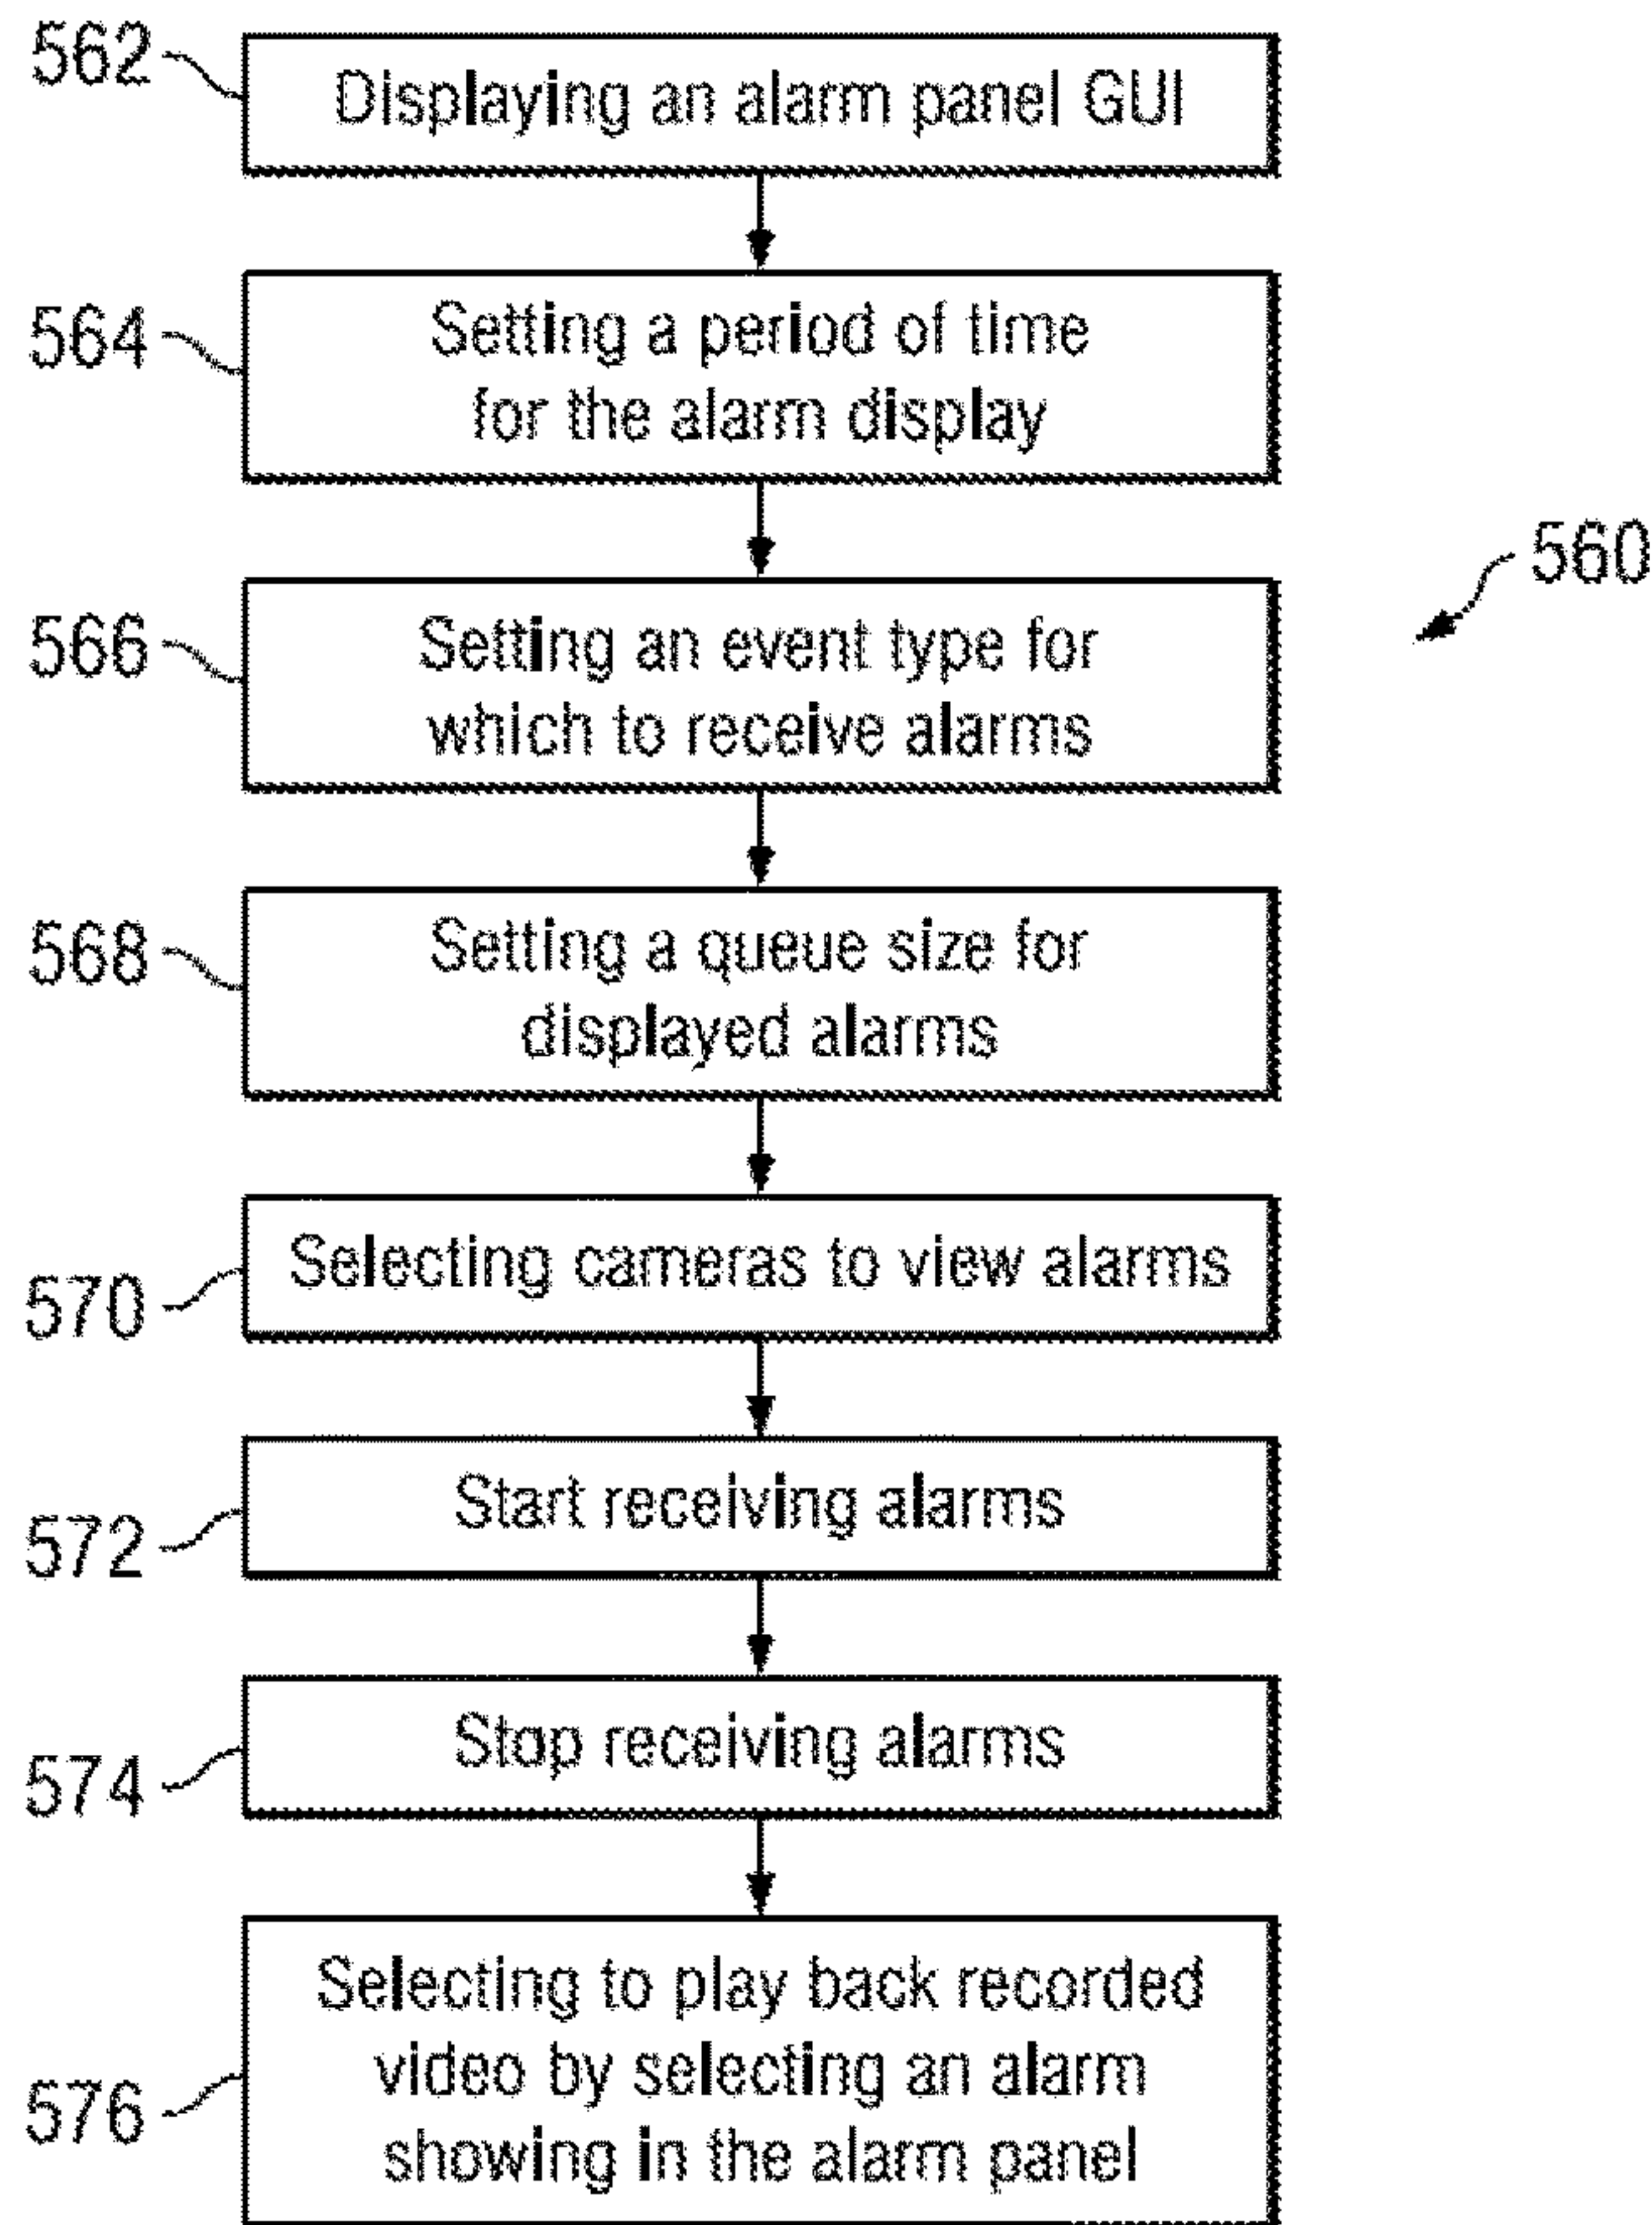 562
Displaying an alarm panel GUI
564
Setting a period of time
for the alarm display
560
566
Setting an event type for
which to receive alarms
568
Setting a queue size for
displayed alarms
570
Selecting cameras to view alarms
572
Start receiving alarms
574
Stop receiving alarms
576
Selecting to play back recorded
video by selecting an alarm
showing in the alarm panel